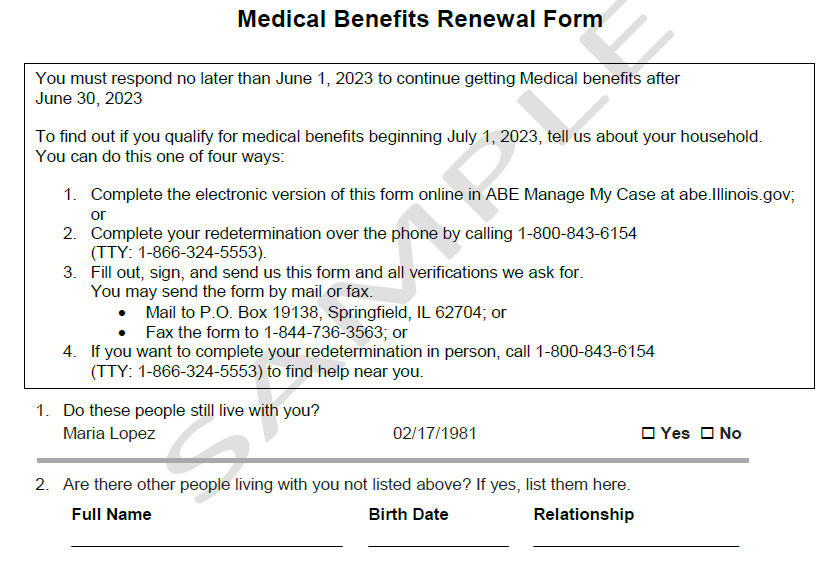 Medical Benefits Renewal Form
You must respond no later than June 1, 2023 to continue getting Medical benefits after
June 30, 2023
To find out if you qualify for medical benefits beginning July 1, 2023, tell us about your household.
You can do this one of four ways:
1. Complete the electronic version of this form online in ABE Manage My Case at abe.Illinois.gov;
or
2. Complete your redetermination over the phone by calling 1-800-843-6154
(TTY: 1-866-324-5553).
3. Fill out, sign, and send us this form and all verifications we ask for.
You may send the form by mail or fax.
• Mail to P.O. Box 19138, Springfield, IL 62704; or
• Fax the form to 1-844-736-3563; or
4. If you want to complete your redetermination in person, call 1-800-843-6154
(TTY: 1-866-324-5553) to find help near you.
1. Do these people still live with you?
Maria Lopez 02/17/1981 ☐ Yes ☐ No
2. Are there other people living with you not listed above? If yes, list them here.
Full Name Birth Date Relationship
SAMPLE